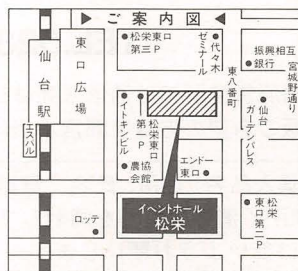 ▶ ご案内図 ◀
仙台駅
エスパル
東口広場
松栄東口
第三P
代々木
ゼミナール
振興相互
銀行
宮城野通り
東八番町
仙台
ガーデンパレス
イトキンビル
第一P
松栄東口
農協
会館
エンドー
東口
イベントホール
松栄
ロッテ
松栄
東口第二P